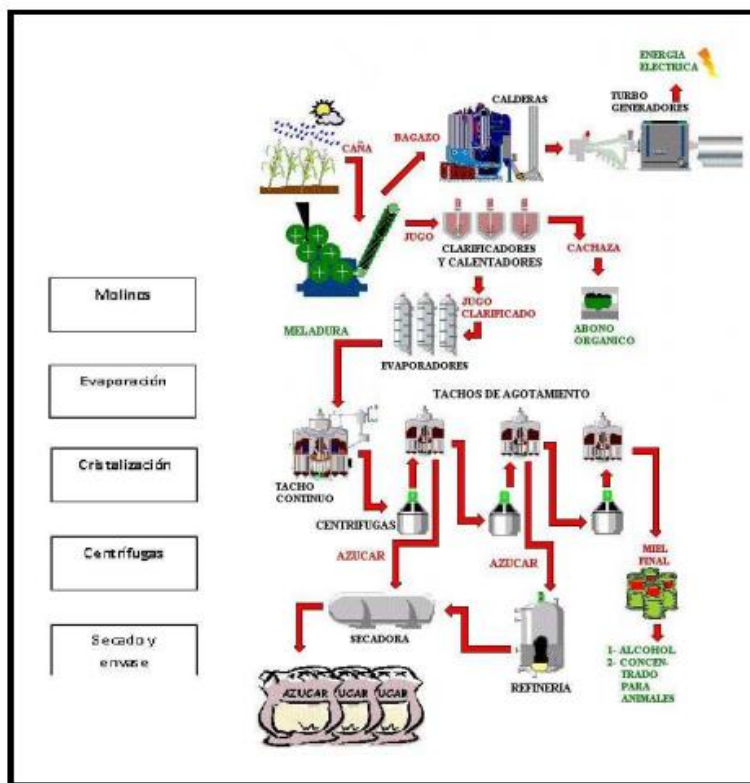 ENERGIA
ELECTRICA
TURBO
GENERADORES
CALDERAS
BAGAZO
CAÑA
JUGO
CLARIFICADORES
Y CALENTADORES
CACHAZA
ABONO
ORGANICO
JUGO
CLARIFICADO
MELADURA
EVAPORADORES
TACHOS DE AGOTAMIENTO
TACHO
CONTINUO
CENTRIFUGAS
AZUCAR
AZUCAR
MIEL
FINAL
SECADORA
REFINERIA
1- ALCOHOL
2- CONCEN-
TRADO
PARA
ANIMALES
AZUCAR
UCAR
UCAR
Molinos
Evaporación
Cristalización
Centrífugas
Secado y
envase